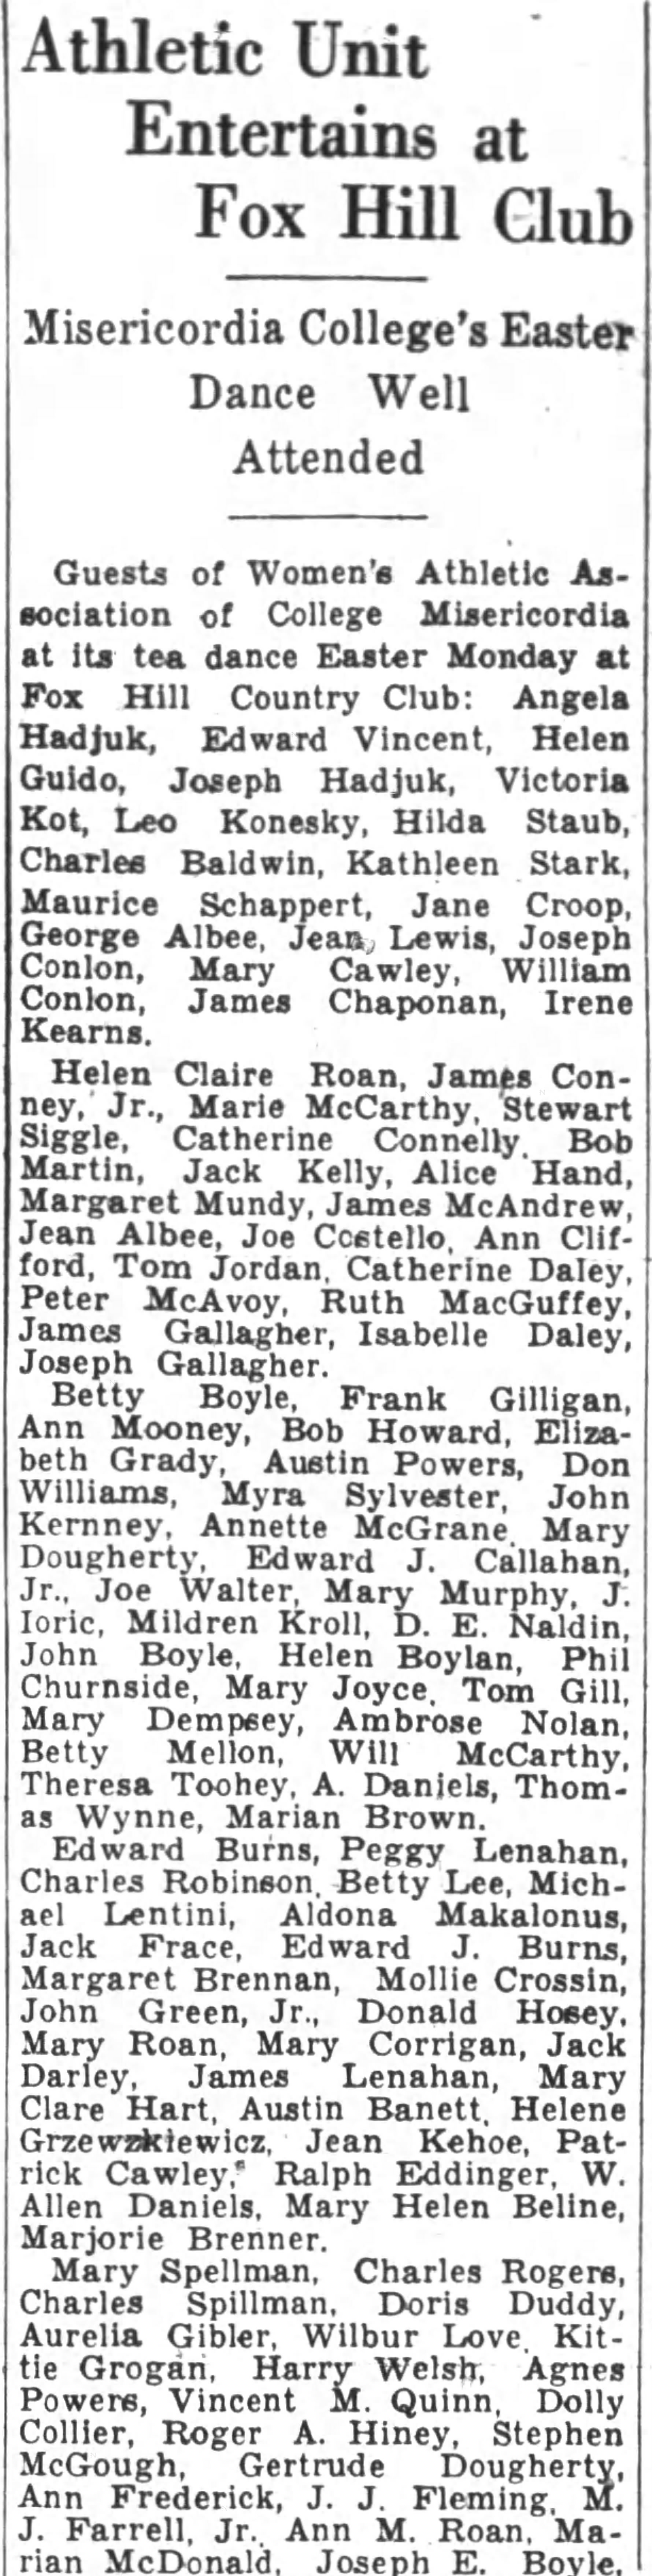 Athletic Unit
Entertains at
Fox Hill Club
Misericordia College's Easter
Dance Well
Attended
Guests of Women's Athletic As-
sociation of College Misericordia
at its tea dance Easter Monday at
Fox Hill Country Club: Angela
Hadjuk, Edward Vincent, Helen
Guido, Joseph Hadjuk, Victoria
Kot, Leo Konesky, Hilda Staub,
Charles Baldwin, Kathleen Stark,
Maurice Schappert, Jane Croop,
George Albee, Jean Lewis, Joseph
Conlon, Mary Cawley, William
Conlon, James Chaponan, Irene
Kearns.
Helen Claire Roan, James Con-
ney, Jr., Marie McCarthy, Stewart
Siggle, Catherine Connelly, Bob
Martin, Jack Kelly, Alice Hand,
Margaret Mundy, James McAndrew,
Jean Albee, Joe Costello, Ann Clif-
ford, Tom Jordan, Catherine Daley,
Peter McAvoy, Ruth MacGuffey,
James Gallagher, Isabelle Daley,
Joseph Gallagher.
Betty Boyle, Frank Gilligan,
Ann Mooney, Bob Howard, Eliza-
beth Grady, Austin Powers, Don
Williams, Myra Sylvester, John
Kernney, Annette McGrane, Mary
Dougherty, Edward J. Callahan,
Jr., Joe Walter, Mary Murphy, J.
Ioric, Mildren Kroll, D. E. Naldin,
John Boyle, Helen Boylan, Phil
Churnside, Mary Joyce, Tom Gill,
Mary Dempsey, Ambrose Nolan,
Betty Mellon, Will McCarthy,
Theresa Toohey, A. Daniels, Thom-
as Wynne, Marian Brown.
Edward Burns, Peggy Lenahan,
Charles Robinson, Betty Lee, Mich-
ael Lentini, Aldona Makalonus,
Jack Frace, Edward J. Burns,
Margaret Brennan, Mollie Crossin,
John Green, Jr., Donald Hosey,
Mary Roan, Mary Corrigan, Jack
Darley, James Lenahan, Mary
Clare Hart, Austin Banett, Helene
Grzewzkiewicz, Jean Kehoe, Pat-
rick Cawley, Ralph Eddinger, W.
Allen Daniels, Mary Helen Beline,
Marjorie Brenner.
Mary Spellman, Charles Rogers,
Charles Spillman, Doris Duddy,
Aurelia Gibler, Wilbur Love, Kit-
tie Grogan, Harry Welsh, Agnes
Powers, Vincent M. Quinn, Dolly
Collier, Roger A. Hiney, Stephen
McGough, Gertrude Dougherty,
Ann Frederick, J. J. Fleming, M.
J. Farrell, Jr., Ann M. Roan, Ma-
rian McDonald, Joseph E. Boyle,